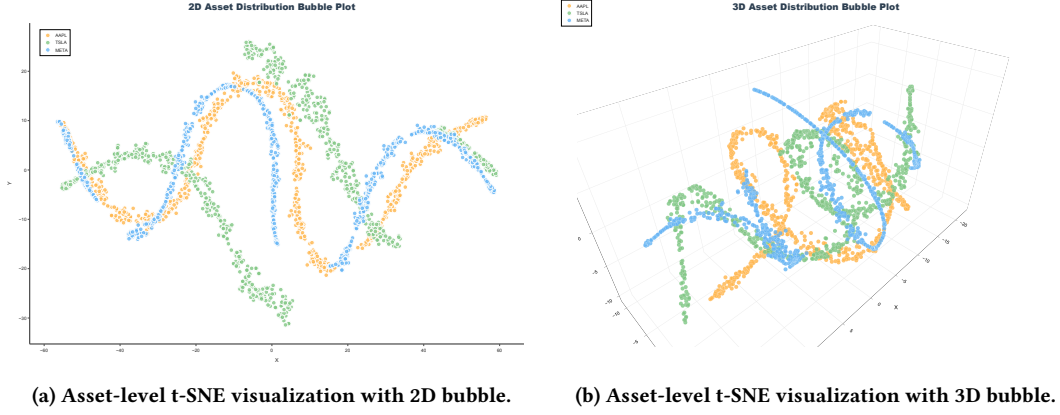 2D Asset Distribution Bubble Plot
AAPL
TSLA
META
Y
20
10
0
−10
−20
−30
−60
−40
−20
0
20
40
60
X
(a) Asset-level t-SNE visualization with 2D bubble.
3D Asset Distribution Bubble Plot
AAPL
TSLA
META
X
(b) Asset-level t-SNE visualization with 3D bubble.